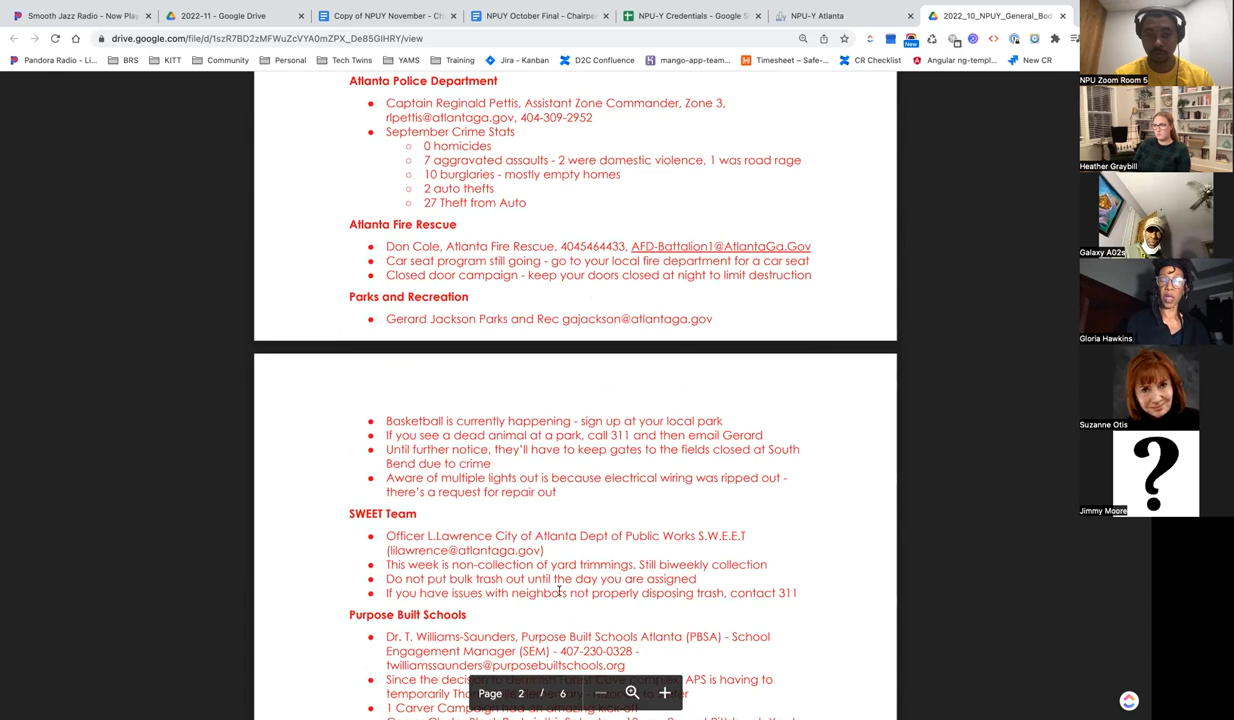 Smooth Jazz Radio - Now Play
2022-11 - Google Drive
Copy of NPUY November - Ch
NPUY October Final - Chairpe
NPU-Y Credentials - Google S
NPU-Y Atlanta
2022_10_NPUY_General_Bod
drive.google.com/file/d/1szR7BD2zMFWuZcVYA0mZPX_De85GIHRY/view
New
Pandora Radio - Li...
BRS
KITT
Community
Personal
Tech Twins
YAMS
Training
Jira - Kanban
D2C Confluence
mango-app-team...
Timesheet – Safe-...
CR Checklist
Angular ng-templ...
New CR
Atlanta Police Department
Captain Reginald Pettis, Assistant Zone Commander, Zone 3,
rlpettis@atlantaga.gov, 404-309-2952
September Crime Stats
0 homicides
7 aggravated assaults - 2 were domestic violence, 1 was road rage
10 burglaries - mostly empty homes
2 auto thefts
27 Theft from Auto
Atlanta Fire Rescue
Don Cole, Atlanta Fire Rescue, 4045464433, AFD-Battalion1@AtlantaGa.Gov
Car seat program still going - go to your local fire department for a car seat
Closed door campaign - keep your doors closed at night to limit destruction
Parks and Recreation
Gerard Jackson Parks and Rec gajackson@atlantaga.gov
Basketball is currently happening - sign up at your local park
If you see a dead animal at a park, call 311 and then email Gerard
Until further notice, they'll have to keep gates to the fields closed at South
Bend due to crime
Aware of multiple lights out is because electrical wiring was ripped out -
there's a request for repair out
SWEET Team
Officer L.Lawrence City of Atlanta Dept of Public Works S.W.E.E.T
(lilawrence@atlantaga.gov)
This week is non-collection of yard trimmings. Still biweekly collection
Do not put bulk trash out until the day you are assigned
If you have issues with neighbors not properly disposing trash, contact 311
Purpose Built Schools
Dr. T. Williams-Saunders, Purpose Built Schools Atlanta (PBSA) - School
Engagement Manager (SEM) - 407-230-0328 -
twilliamssaunders@purposebuiltschools.org
Since the decision APS is having to
temporarily
1 Carver Campaign had an amazing kick-off
Page 2 / 6
NPU Zoom Room 5
Heather Graybill
Galaxy A02s
Gloria Hawkins
Suzanne Otis
?
Jimmy Moore